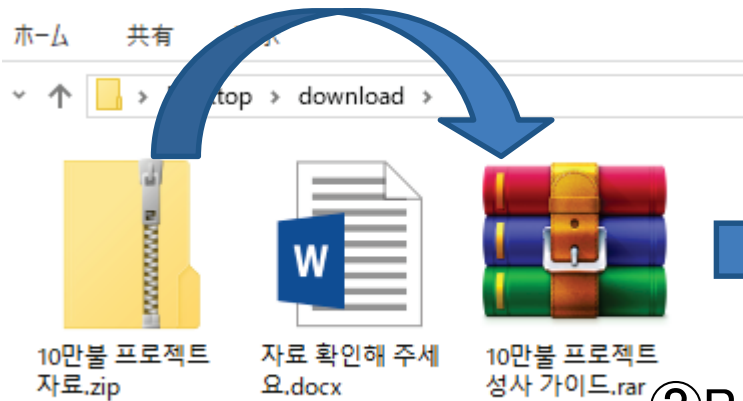 ホーム 共有
top > download >
W
10만불 프로젝트
자료.zip
자료 확인해 주세
요.docx
10만불 프로젝트
성사 가이드.rar